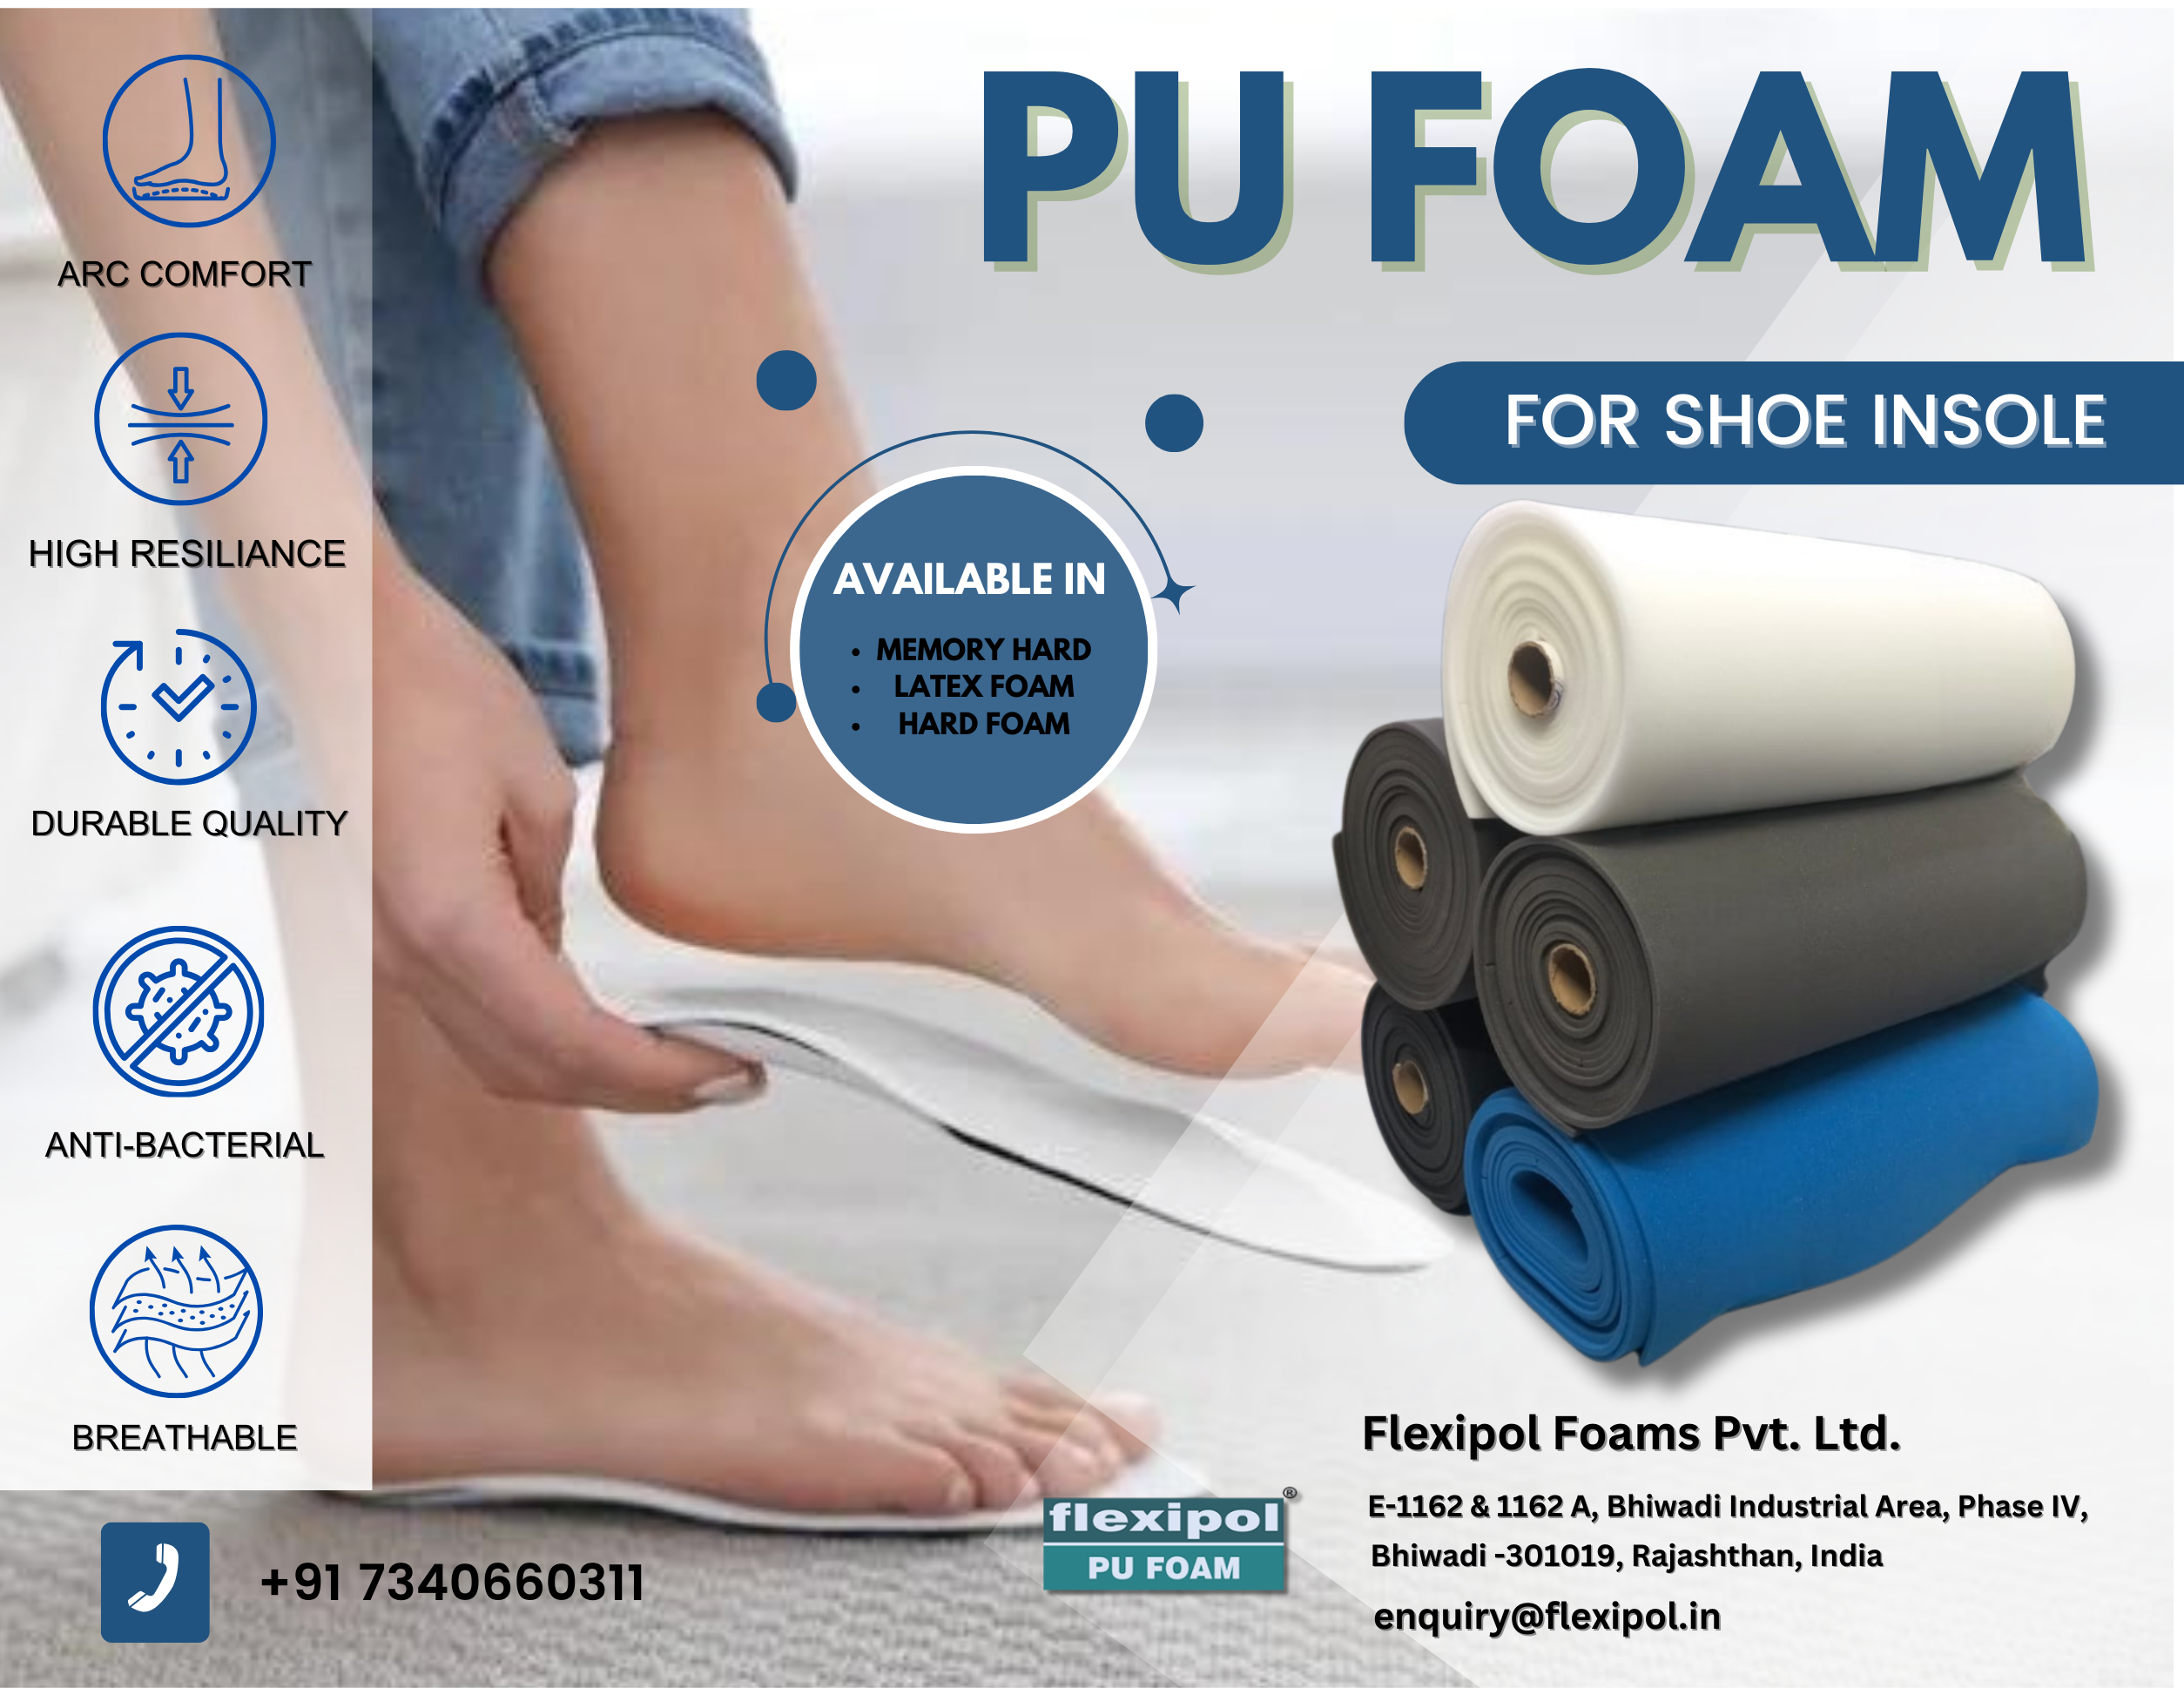 PU FOAM
FOR SHOE INSOLE
ARC COMFORT
HIGH RESILIANCE
DURABLE QUALITY
ANTI-BACTERIAL
BREATHABLE
AVAILABLE IN
• MEMORY HARD
• LATEX FOAM
• HARD FOAM
+91 7340660311
flexipol®
PU FOAM
Flexipol Foams Pvt. Ltd.
E-1162 & 1162 A, Bhiwadi Industrial Area, Phase IV,
Bhiwadi -301019, Rajashthan, India
enquiry@flexipol.in